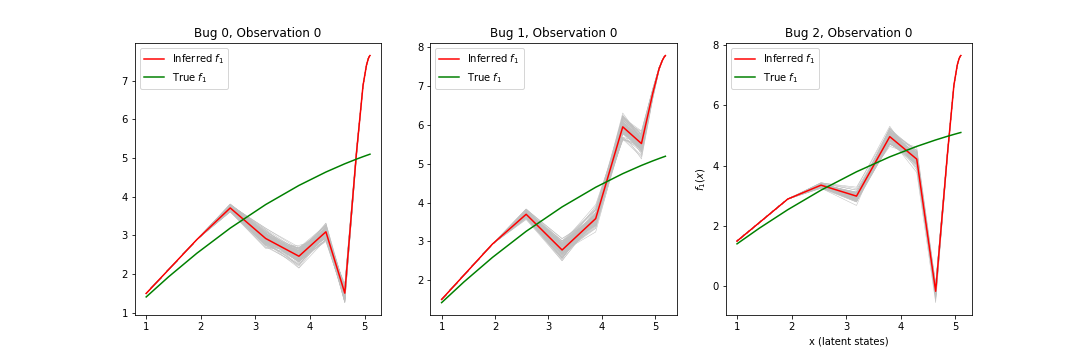 Bug 0, Observation 0
Inferred f₁
True f₁
7
6
5
4
3
2
1
1 2 3 4 5
Bug 1, Observation 0
Inferred f₁
True f₁
8
7
6
5
4
3
2
1 2 3 4 5
Bug 2, Observation 0
Inferred f₁
True f₁
f₁(x)
8
6
4
2
0
1 2 3 4 5
x (latent states)